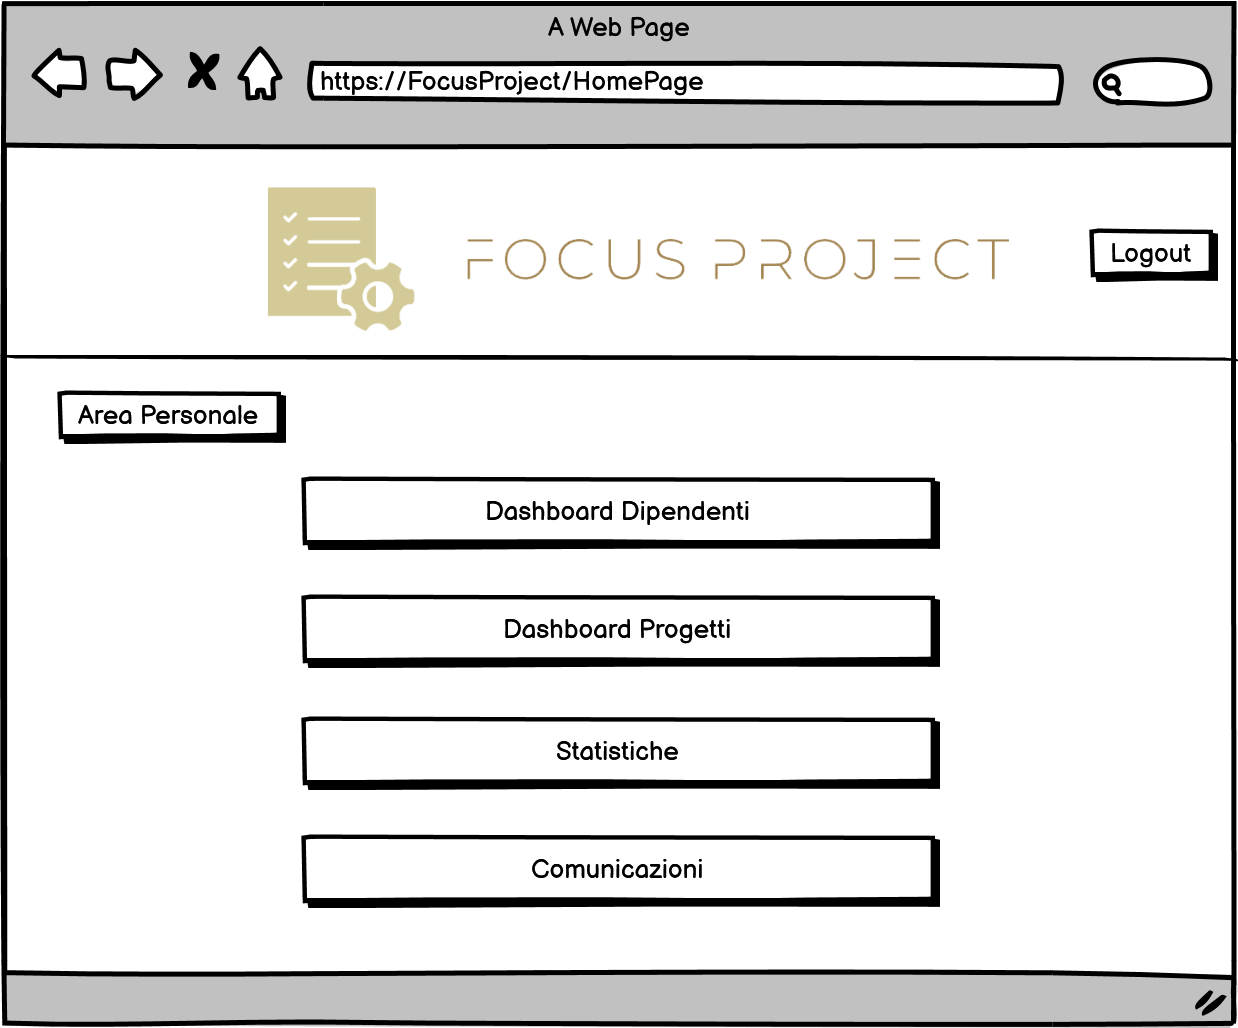 A Web Page
https://FocusProject/HomePage
FOCUS PROJECT
Logout
Area Personale
Dashboard Dipendenti
Dashboard Progetti
Statistiche
Comunicazioni